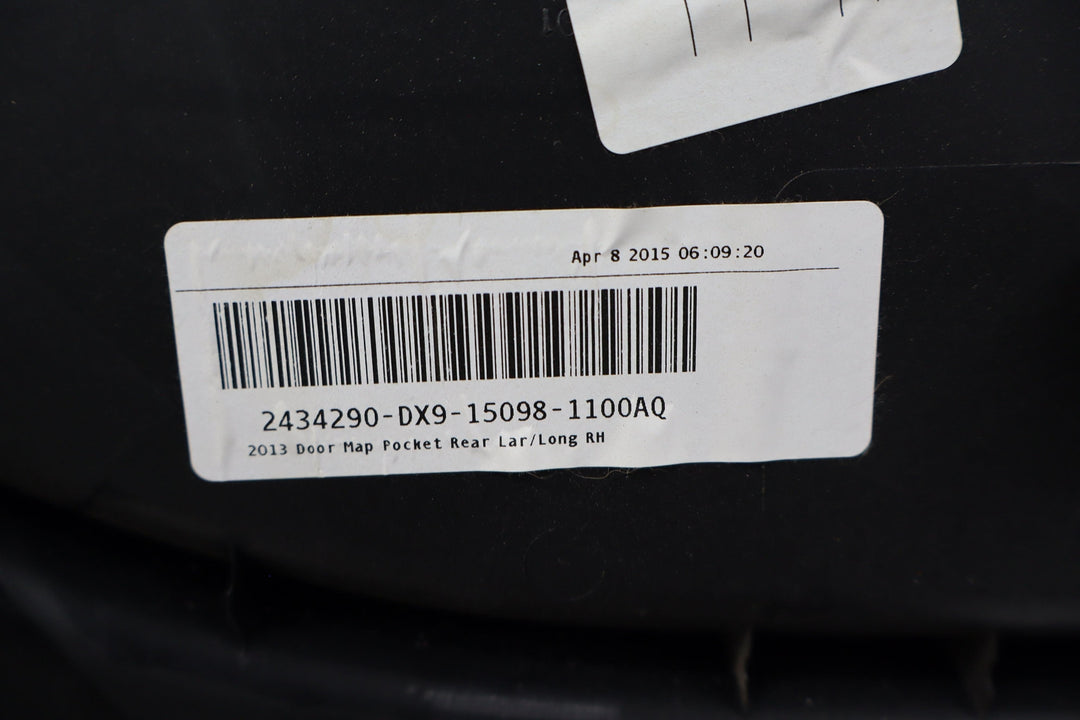 Apr 8 2015 06:09:20
2434290-DX9-15098-1100AQ
2013 Door Map Pocket Rear Lar/Long RH